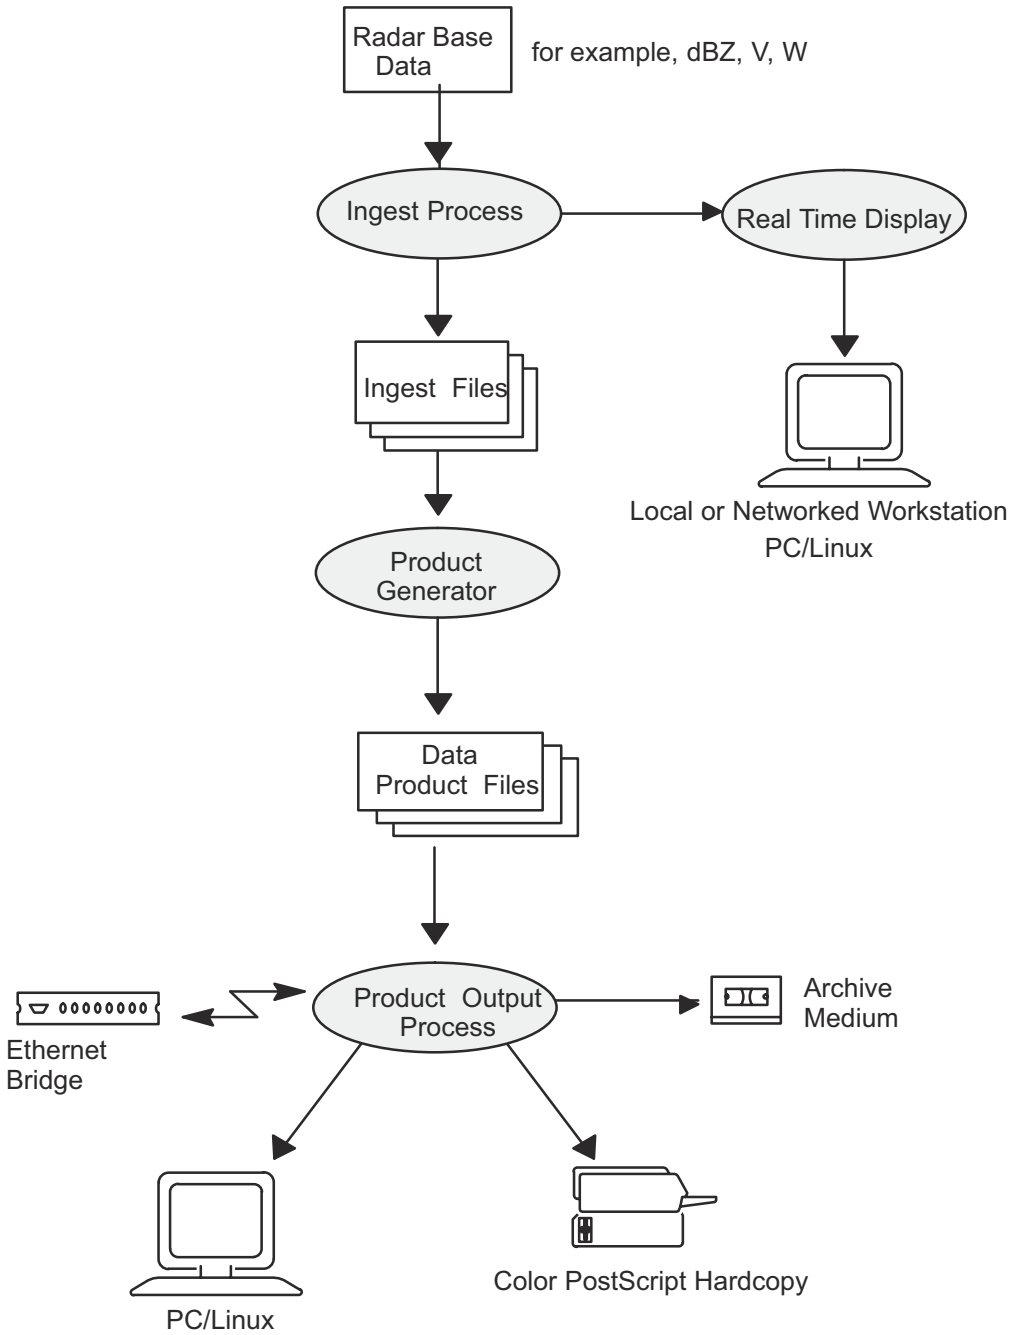 Radar Base
Data
for example, dBZ, V, W
Ingest Process
Real Time Display
Ingest Files
Local or Networked Workstation
PC/Linux
Product
Generator
Data
Product Files
Product Output
Process
Archive
Medium
Ethernet
Bridge
Color PostScript Hardcopy
PC/Linux